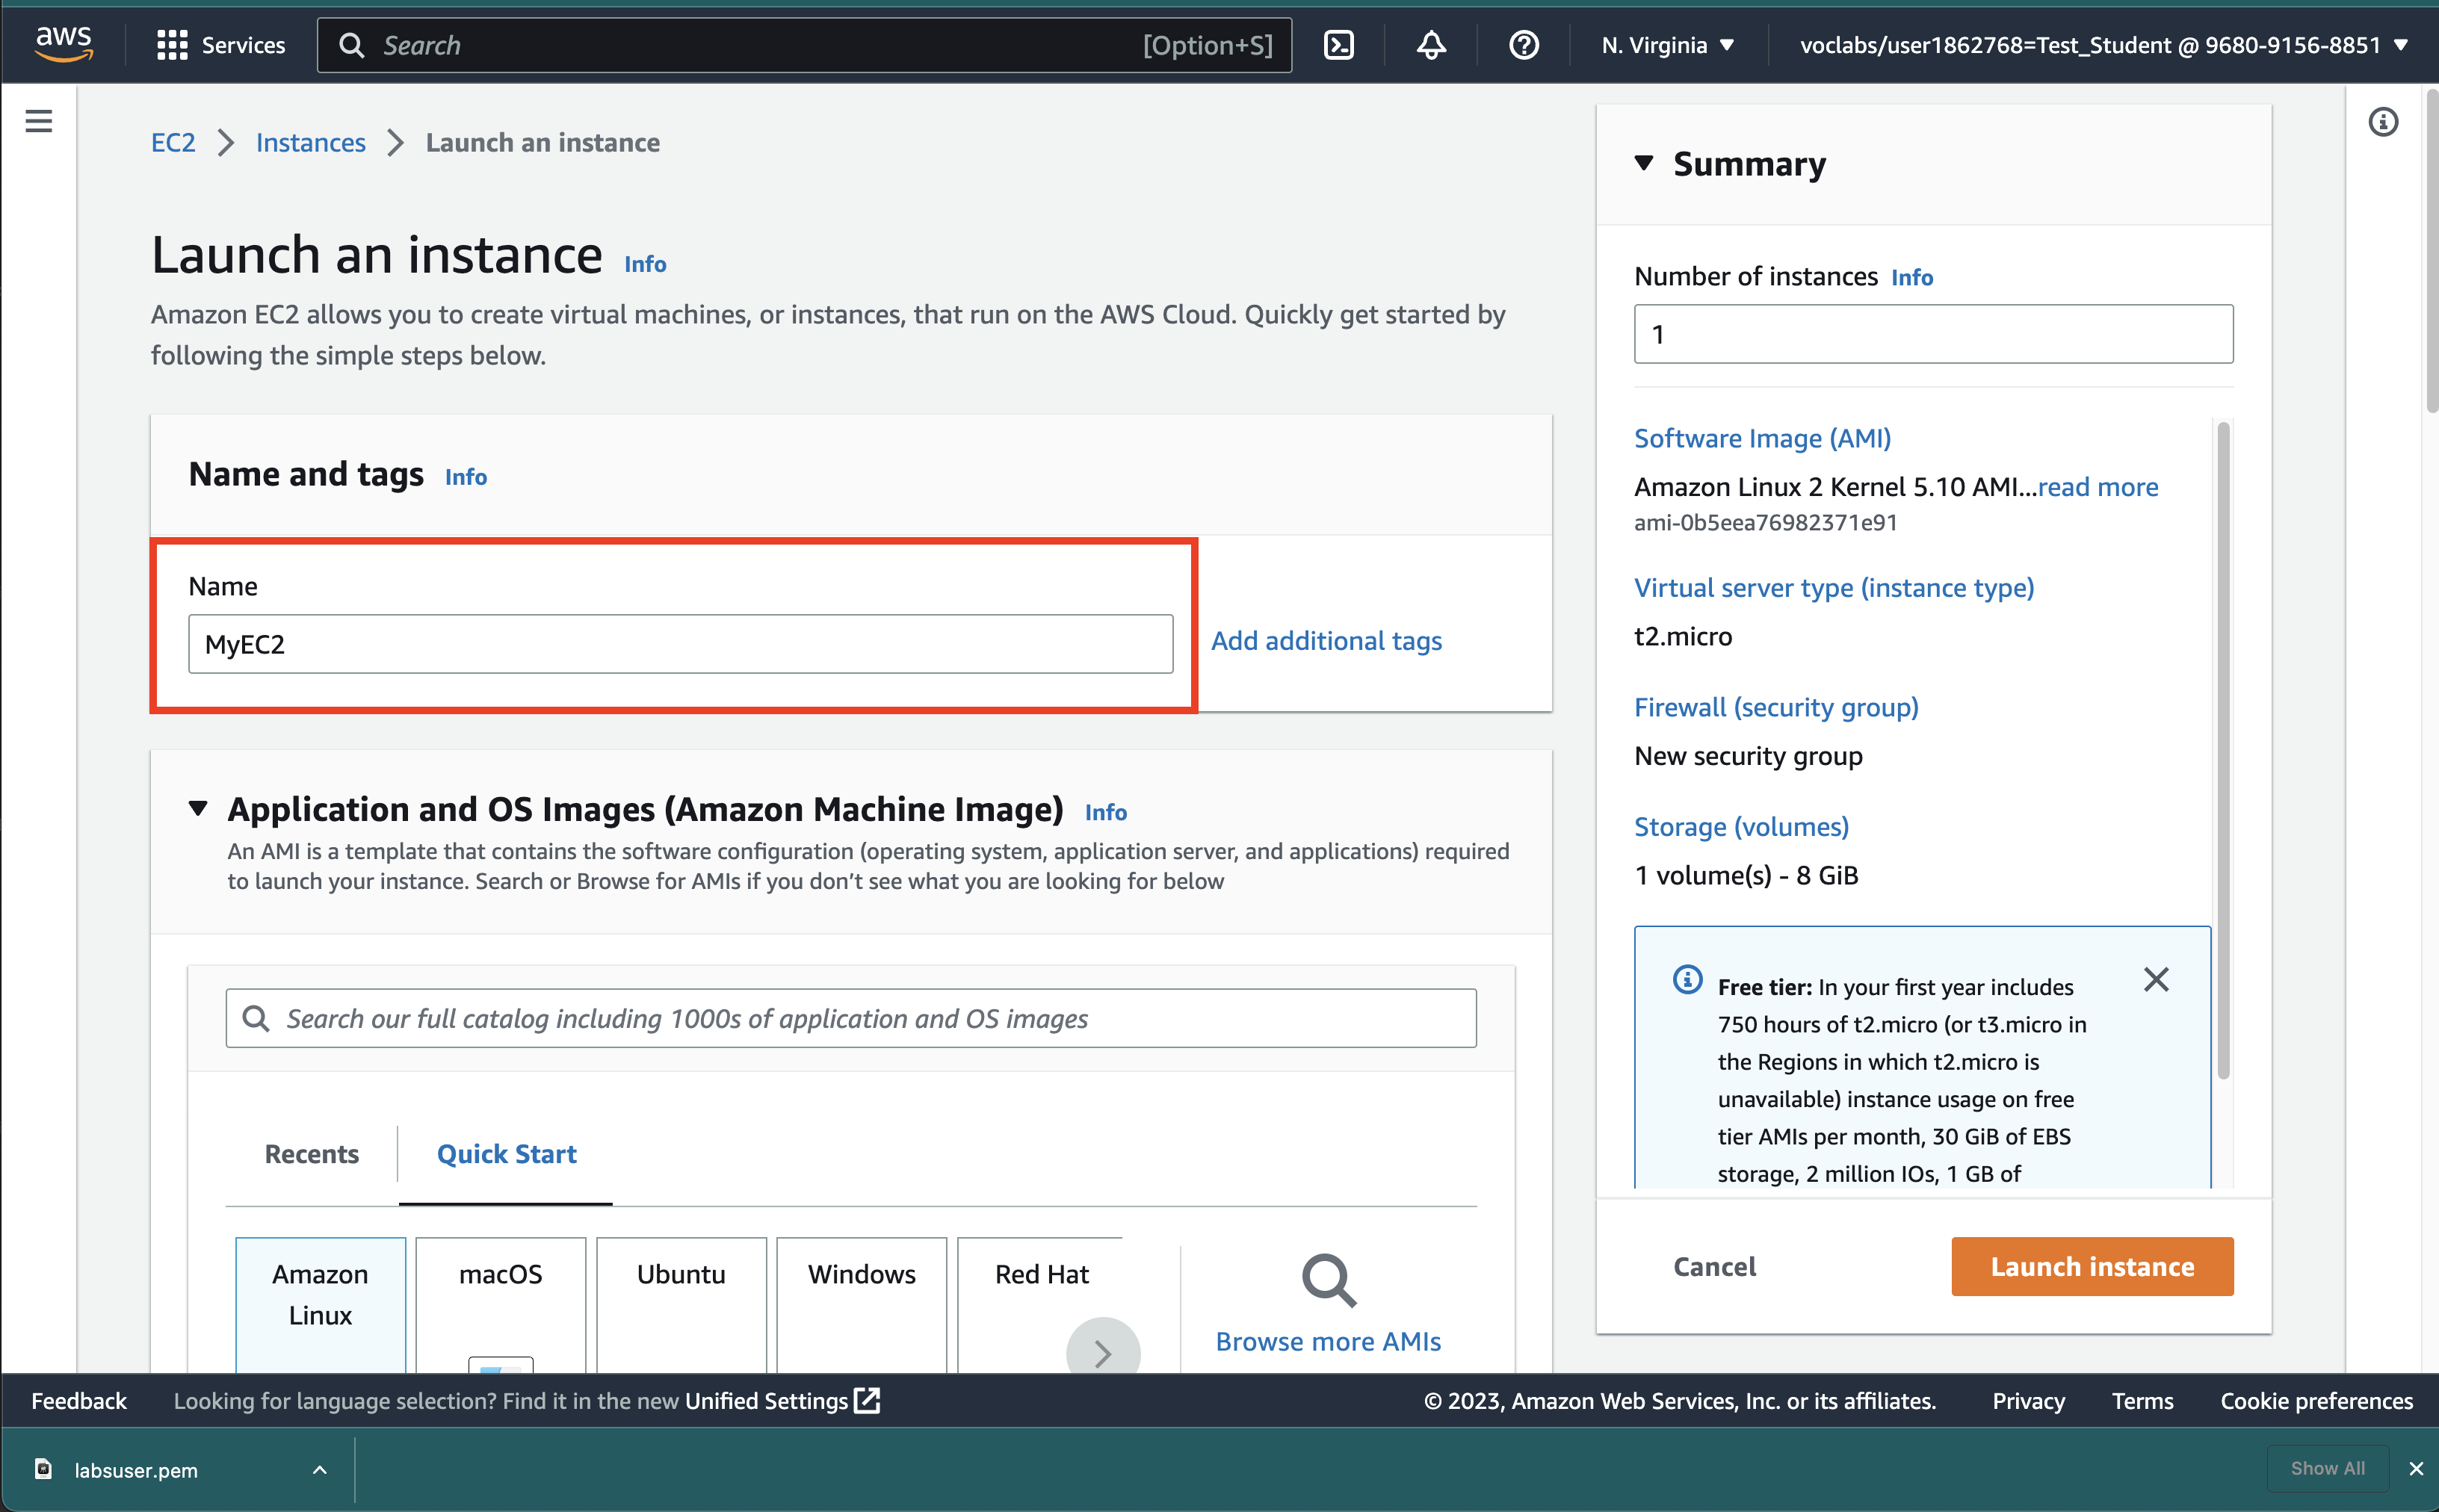 aws
Services
Search
[Option+S]
N. Virginia
voclabs/user1862768=Test_Student @ 9680-9156-8851
EC2
Instances
Launch an instance
Launch an instance Info
Amazon EC2 allows you to create virtual machines, or instances, that run on the AWS Cloud. Quickly get started by
following the simple steps below.
Name and tags Info
Name
MyEC2
Add additional tags
Application and OS Images (Amazon Machine Image) Info
An AMI is a template that contains the software configuration (operating system, application server, and applications) required
to launch your instance. Search or Browse for AMIs if you don’t see what you are looking for below
Search our full catalog including 1000s of application and OS images
Recents
Quick Start
Amazon
Linux
macOS
Ubuntu
Windows
Red Hat
Browse more AMIs
Summary
Number of instances Info
1
Software Image (AMI)
Amazon Linux 2 Kernel 5.10 AMI...read more
ami-0b5eea76982371e91
Virtual server type (instance type)
t2.micro
Firewall (security group)
New security group
Storage (volumes)
1 volume(s) - 8 GiB
Free tier: In your first year includes
750 hours of t2.micro (or t3.micro in
the Regions in which t2.micro is
unavailable) instance usage on free
tier AMIs per month, 30 GiB of EBS
storage, 2 million IOs, 1 GB of
Cancel
Launch instance
Feedback
Looking for language selection? Find it in the new Unified Settings
© 2023, Amazon Web Services, Inc. or its affiliates.
Privacy
Terms
Cookie preferences
labsuser.pem
Show All